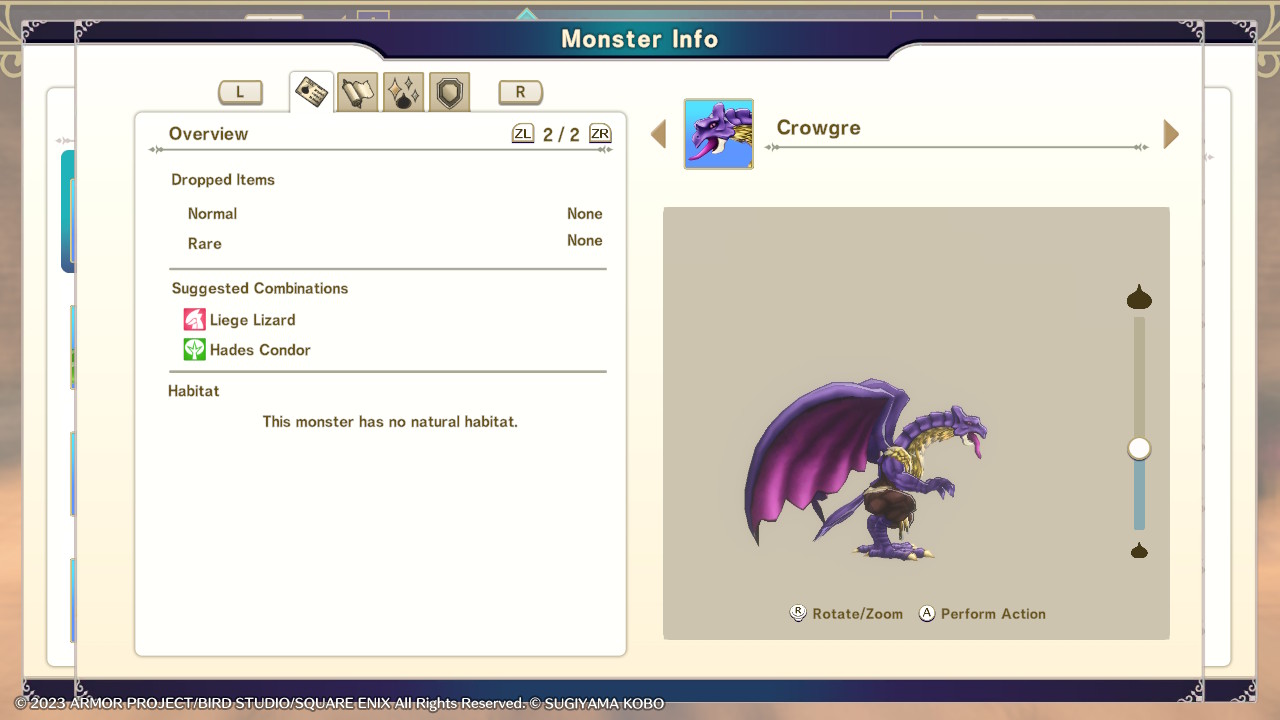 Monster Info
L
R
Overview
ZL 2 / 2 ZR
Dropped Items
Normal None
Rare None
Suggested Combinations
Liege Lizard
Hades Condor
Habitat
This monster has no natural habitat.
Crowgre
R Rotate/Zoom A Perform Action
© 2023 ARMOR PROJECT/BIRD STUDIO/SQUARE ENIX All Rights Reserved. © SUGIYAMA KOBO